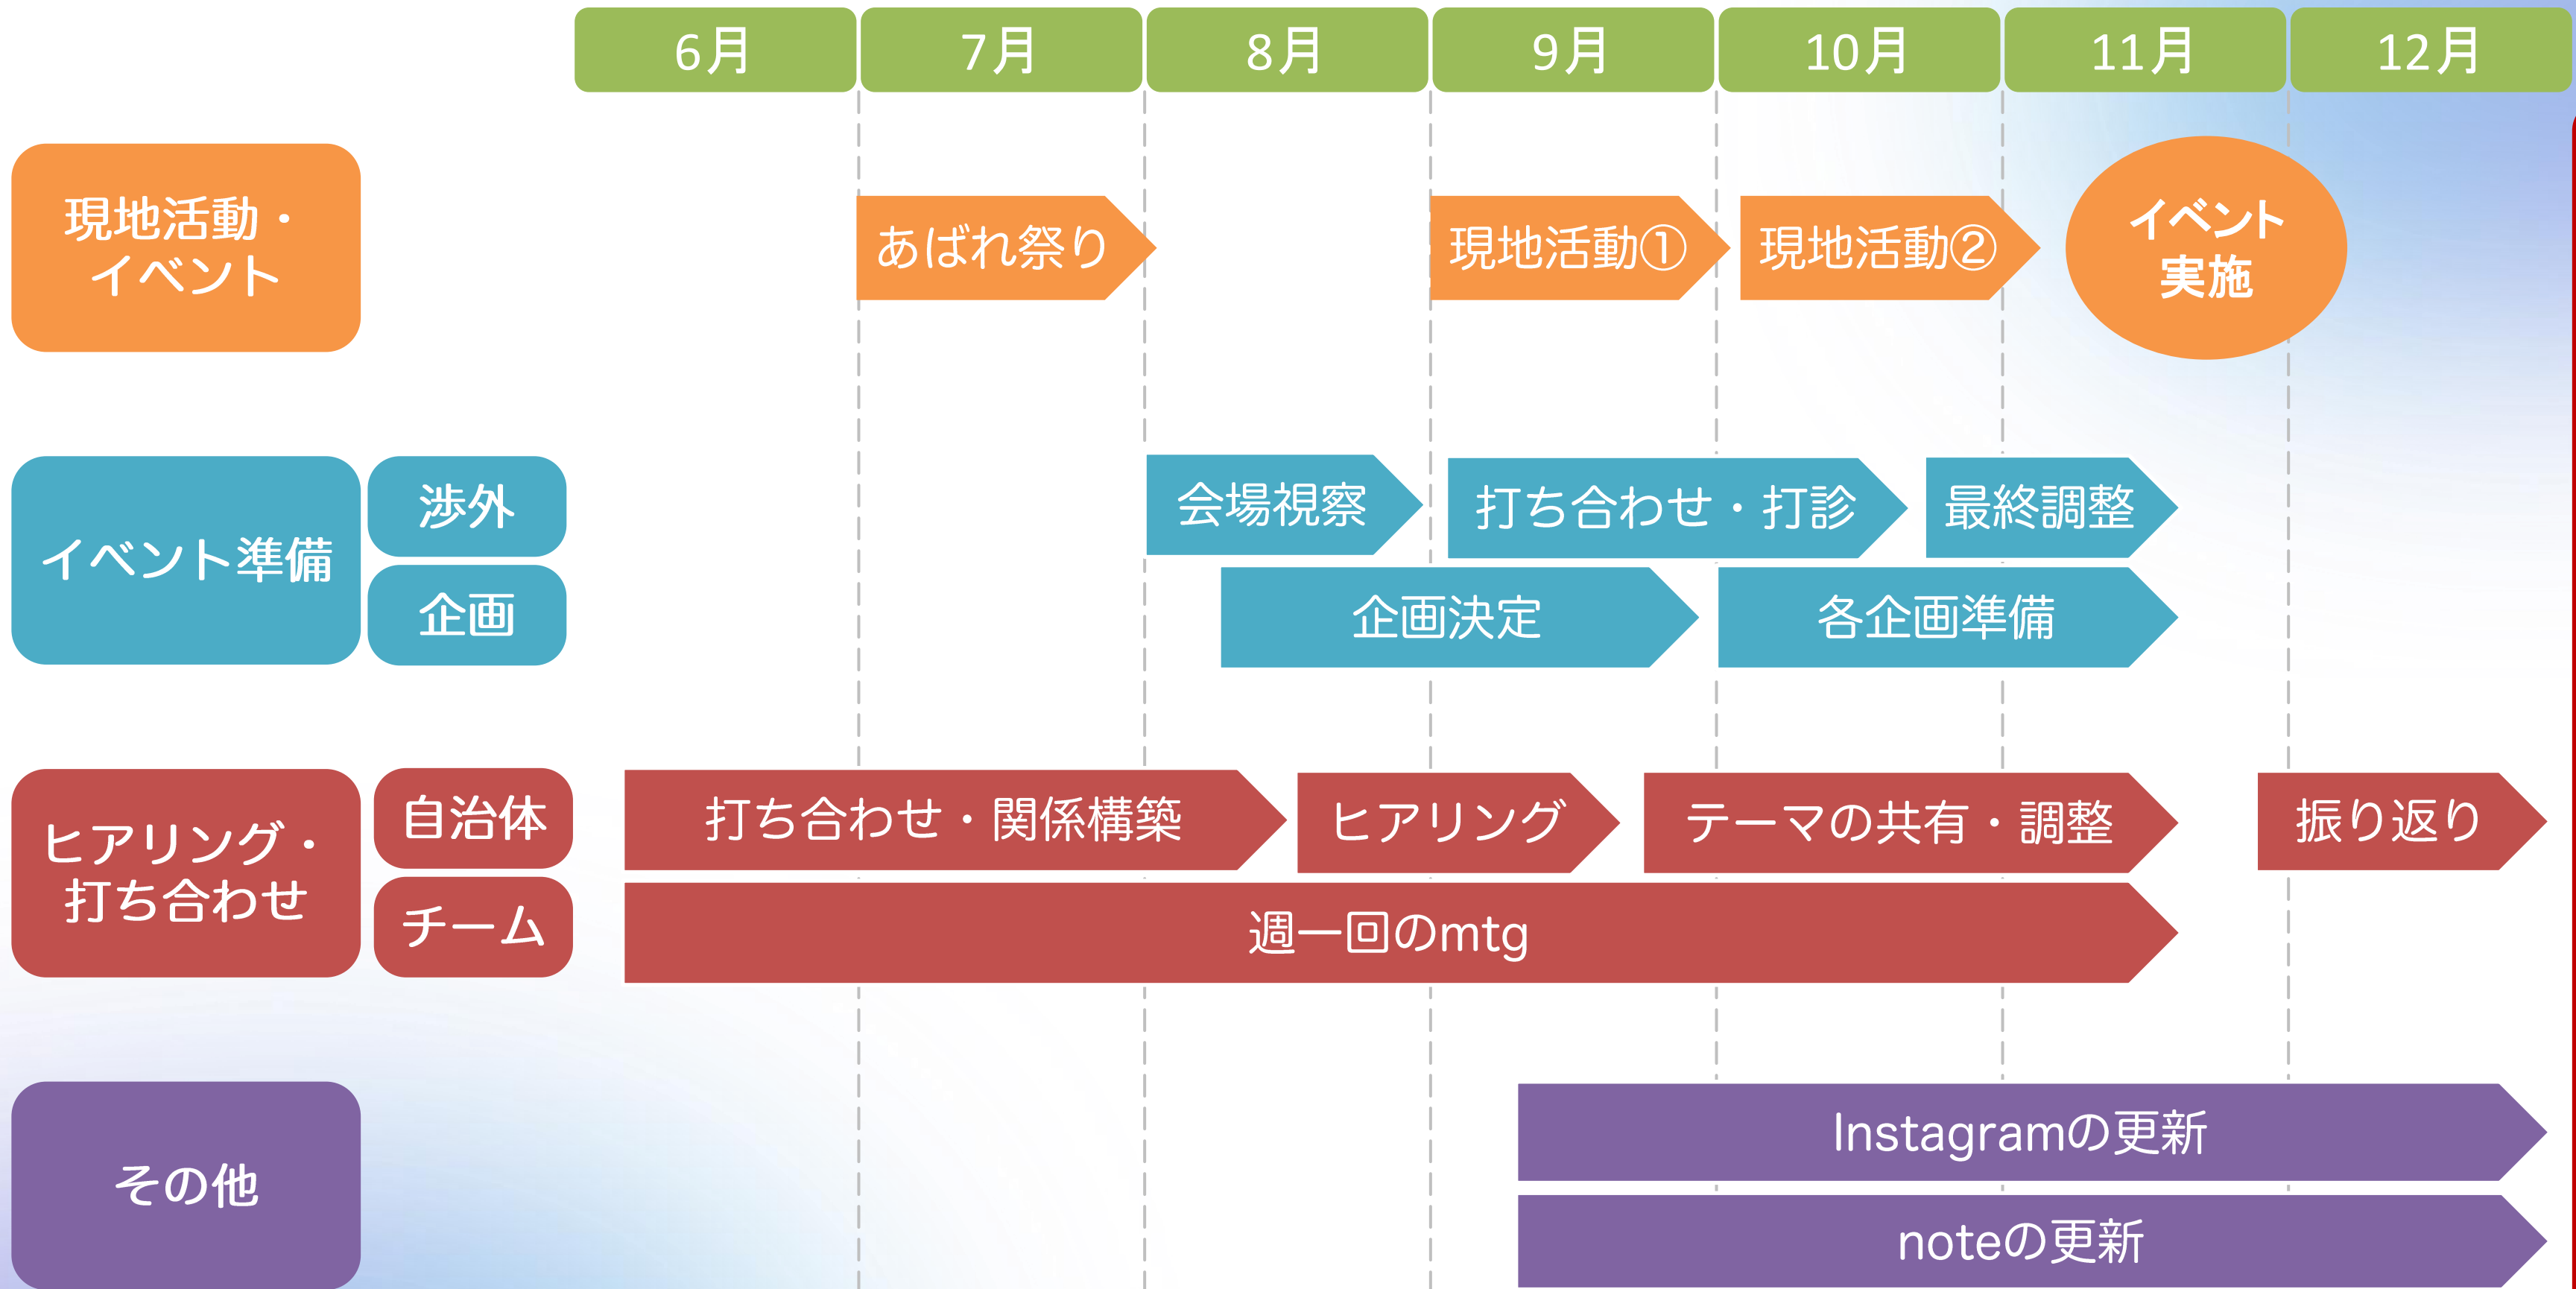 6月
7月
8月
9月
10月
11月
12月
現地活動・
イベント
あばれ祭り
現地活動①
現地活動②
イベント
実施
イベント準備
渉外
会場視察
打ち合わせ・打診
最終調整
企画
企画決定
各企画準備
ヒアリング・
打ち合わせ
自治体
打ち合わせ・関係構築
ヒアリング
テーマの共有・調整
振り返り
チーム
週一回のmtg
その他
Instagramの更新
noteの更新